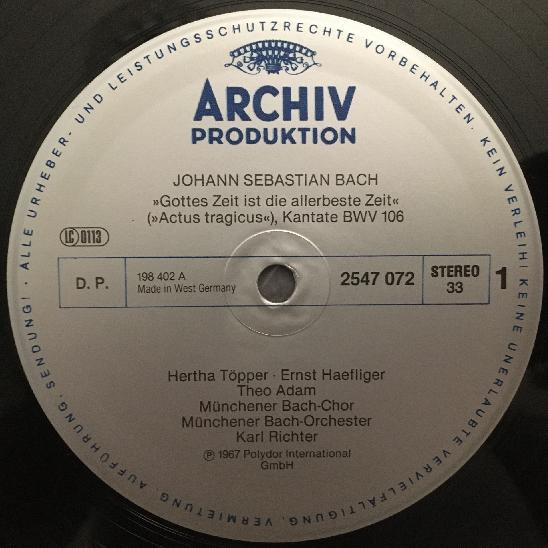 ALLE URHEBER- UND LEISTUNGSSCHUTZRECHTE VORBEHALTEN. KEIN VERLEIH! KEINE UNERLAUBTE VERVIELFÄLTIGUNG, VERMIETUNG, AUFFÜHRUNG, SENDUNG! ·
ARCHIV
PRODUKTION
JOHANN SEBASTIAN BACH
»Gottes Zeit ist die allerbeste Zeit«
(»Actus tragicus«), Kantate BWV 106
LC 0113
D. P.
198 402 A
Made in West Germany
2547 072
STEREO
33
1
Hertha Töpper · Ernst Haefliger
Theo Adam
Münchener Bach-Chor
Münchener Bach-Orchester
Karl Richter
℗ 1967 Polydor International
GmbH